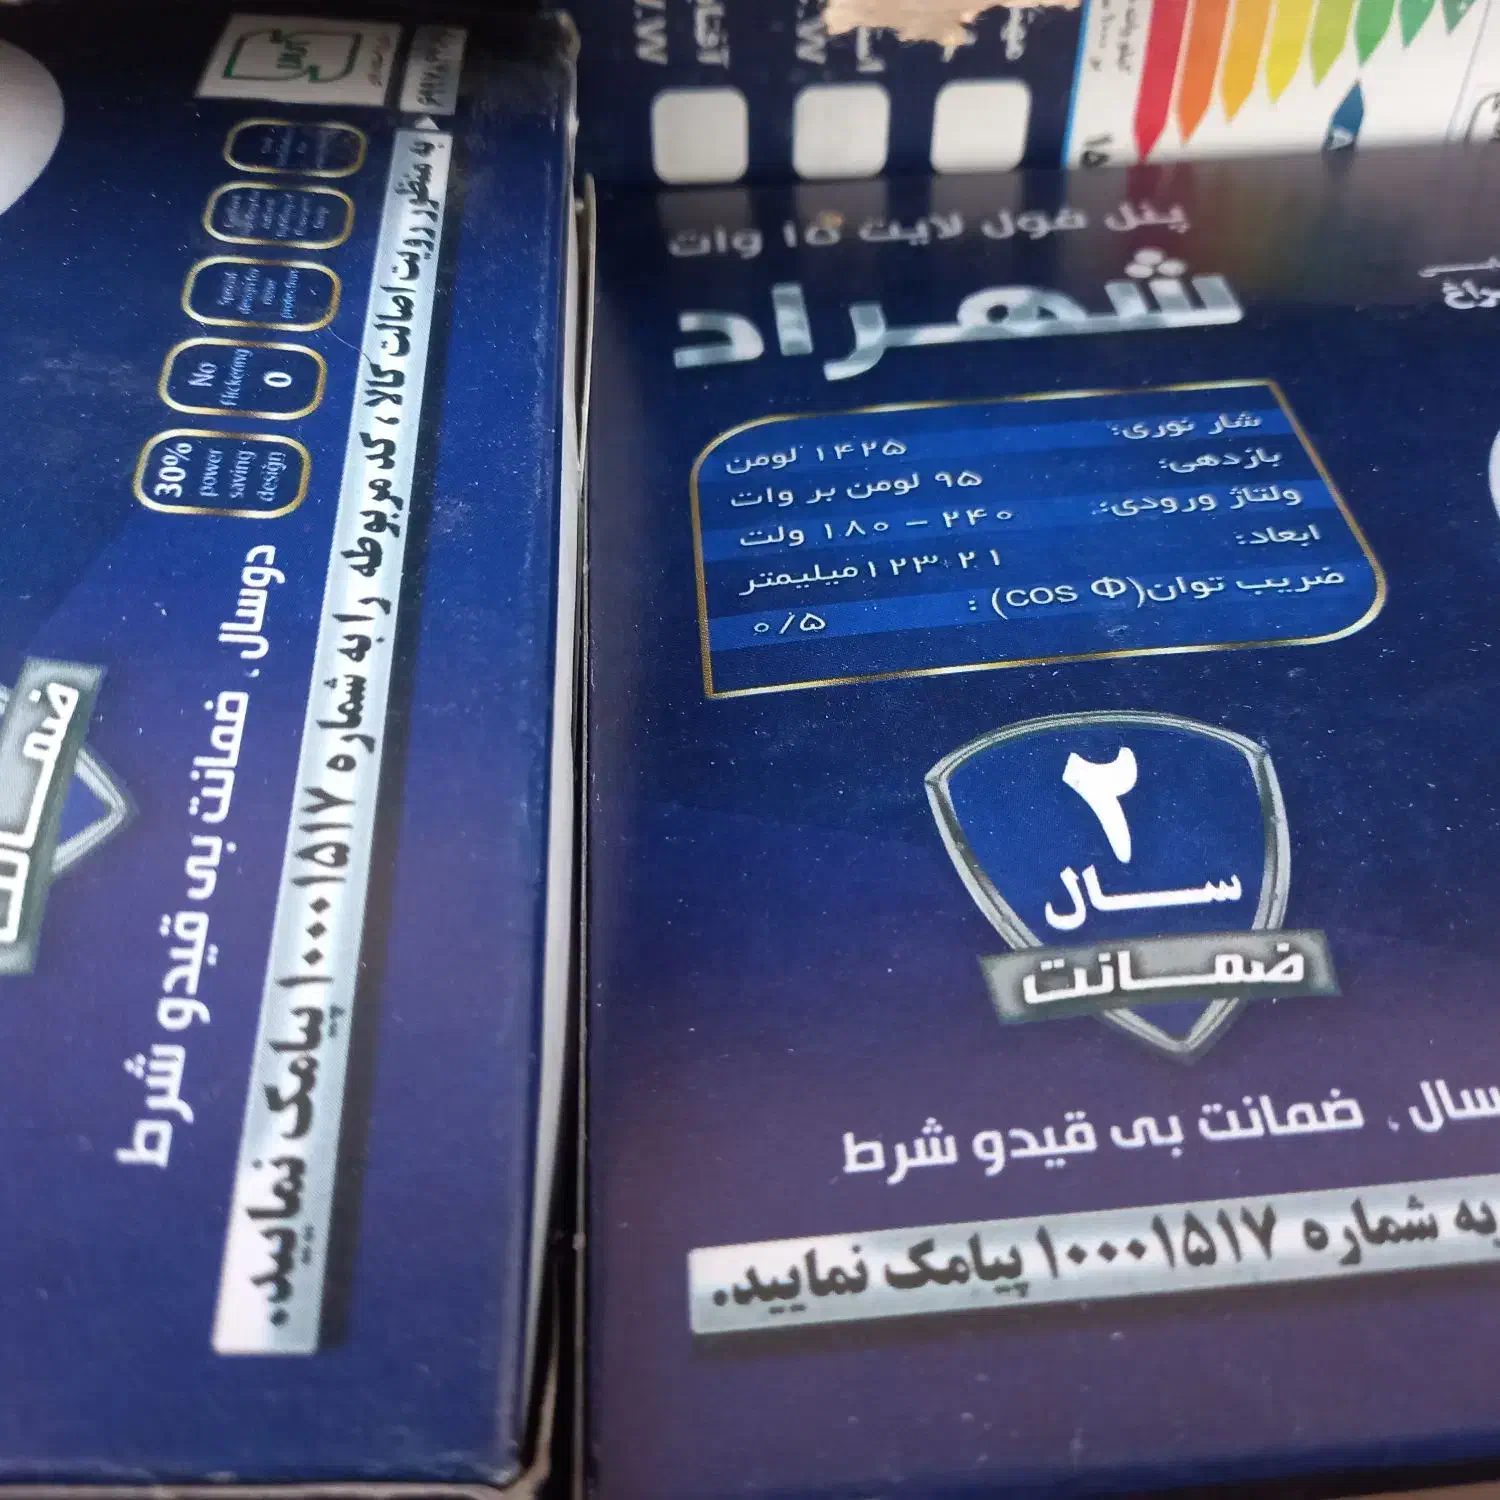 پنل فول لایت ۱۵ وات
شهراد
شار نوری: ۱۴۲۵ لومن
بازدهی: ۹۵ لومن بر وات
ولتاژ ورودی: ۲۴۰ – ۱۸۰ ولت
ابعاد: ۱۲۳،۲۱ میلیمتر
ضریب توان(COS Φ) : ۰/۵
۲
سال
ضمانت
سال ، ضمانت بی قیدو شرط
به شماره ۱۰۰۰۱۵۱۷ پیامک نمایید.
No
flickering
0
30%
power
saving
design
دوسال ، ضمانت بی قیدو شرط
به منظور رویت اصالت کالا ، کد مربوطه را به شماره ۱۰۰۰۱۵۱۷ پیامک نمایید.
A
۱۵